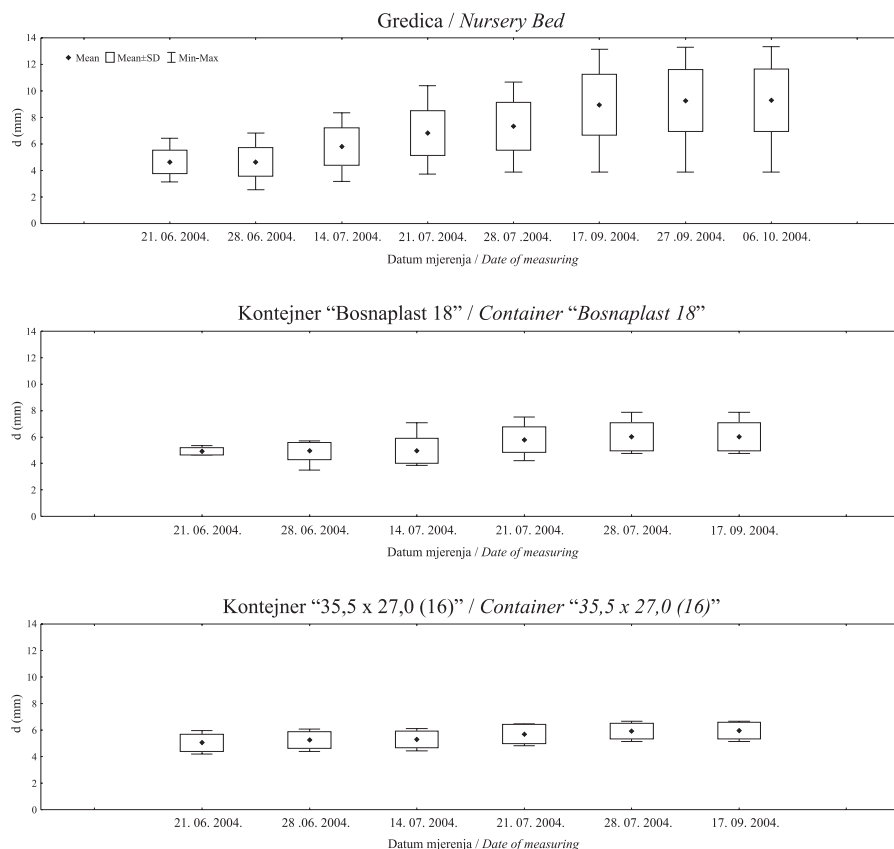 Gredica / Nursery Bed
Mean Mean±SD Min-Max
d (mm)
14
12
10
8
6
4
2
0
21. 06. 2004. 28. 06. 2004. 14. 07. 2004. 21. 07. 2004. 28. 07 .2004. 17. 09. 2004. 27 .09. 2004. 06. 10. 2004.
Datum mjerenja / Date of measuring
Kontejner “Bosnaplast 18” / Container “Bosnaplast 18”
d (mm)
14
12
10
8
6
4
2
0
21. 06. 2004. 28. 06. 2004. 14. 07. 2004. 21. 07. 2004. 28. 07. 2004. 17. 09. 2004.
Datum mjerenja / Date of measuring
Kontejner “35,5 x 27,0 (16)” / Container “35,5 x 27,0 (16)”
d (mm)
14
12
10
8
6
4
2
0
21. 06. 2004. 28 .06. 2004. 14. 07. 2004. 21. 07. 2004. 28. 07. 2004. 17. 09. 2004.
Datum mjerenja / Date of measuring